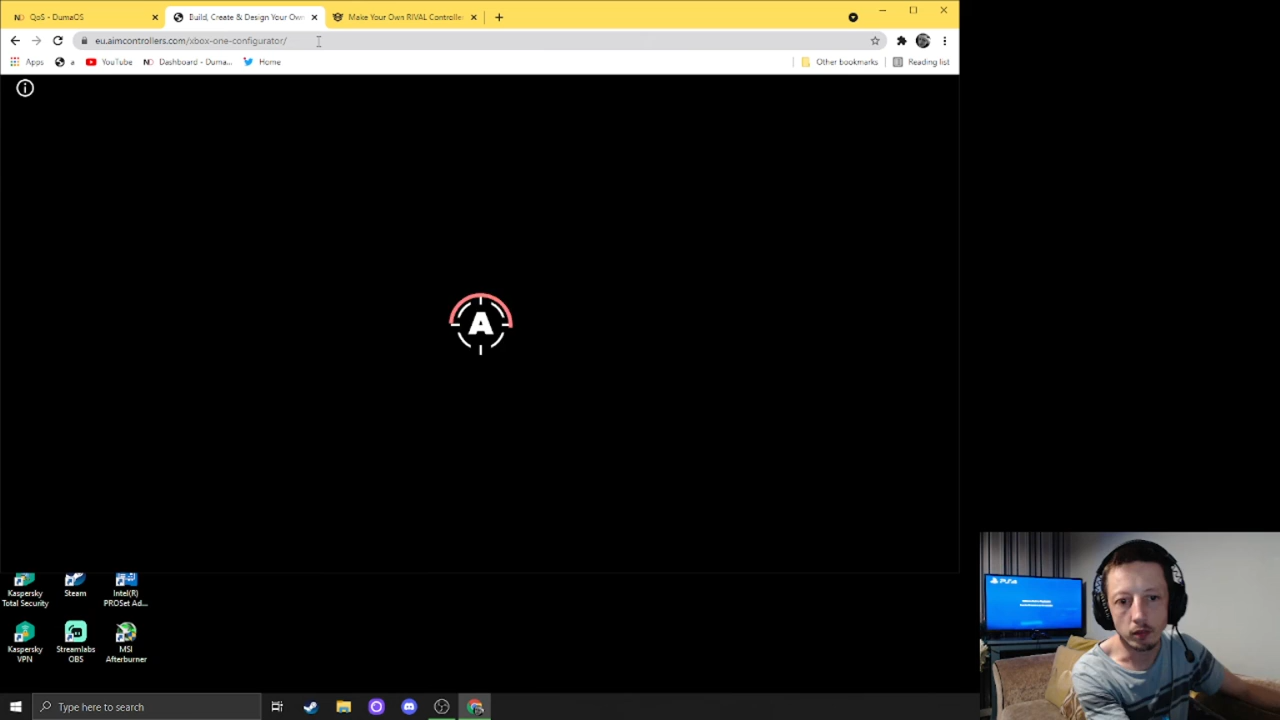 QoS - DumaOS
Build, Create & Design Your Own
Make Your Own RIVAL Controlle
eu.aimcontrollers.com/xbox-one-configurator/
Apps
a
YouTube
Dashboard - Duma...
Home
Other bookmarks
Reading list
A
PS4
Kaspersky
Total Security
Steam
Intel(R)
PROSet Ad...
Kaspersky
VPN
Streamlabs
OBS
MSI
Afterburner
Type here to search